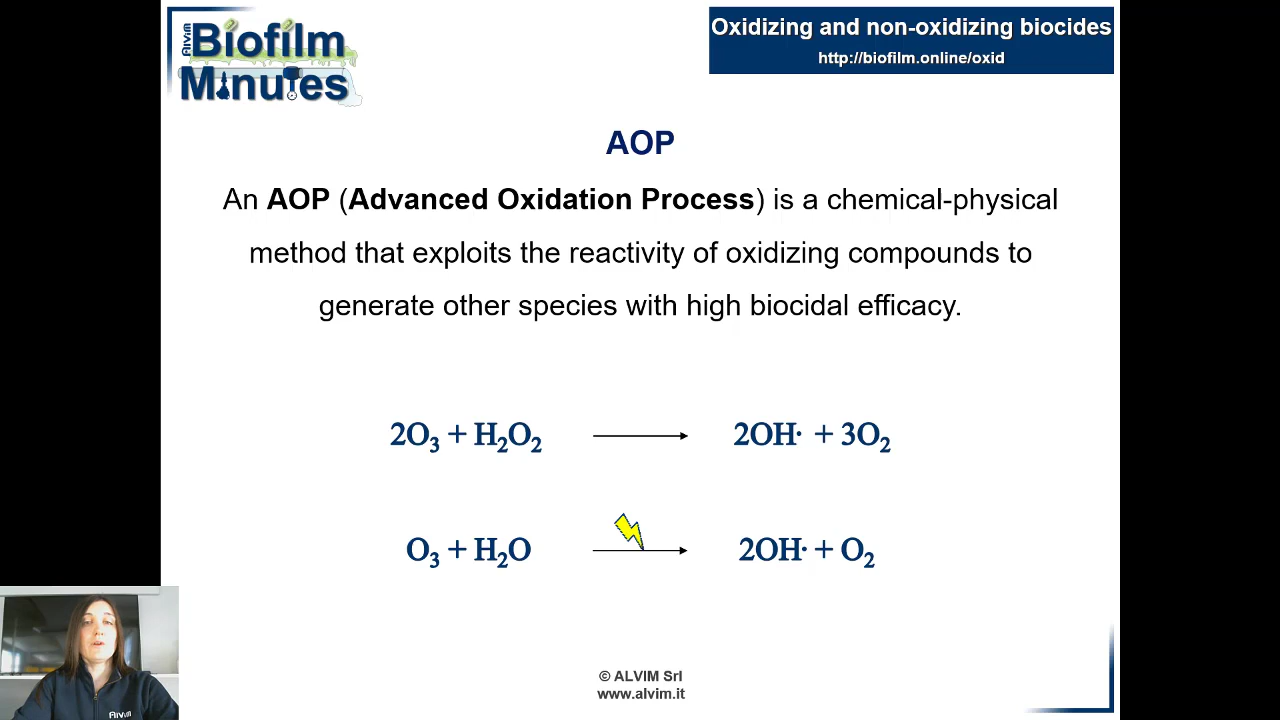 Alvim
Biofilm
Minutes
Oxidizing and non-oxidizing biocides
http://biofilm.online/oxid
AOP
An AOP (Advanced Oxidation Process) is a chemical-physical
method that exploits the reactivity of oxidizing compounds to
generate other species with high biocidal efficacy.
2O₃ + H₂O₂ → 2OH· + 3O₂
O₃ + H₂O → 2OH· + O₂
Alvim
© ALVIM Srl
www.alvim.it